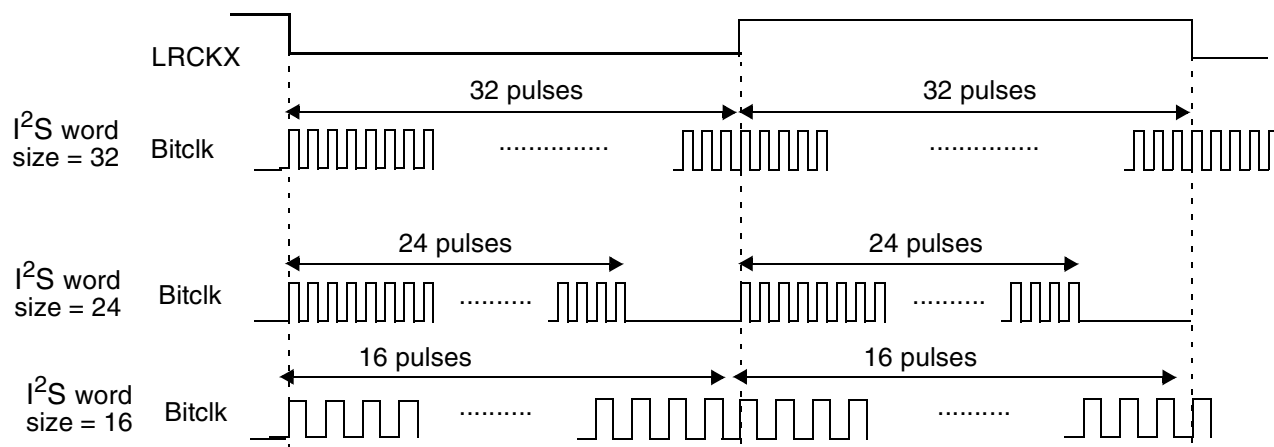 LRCKX
32 pulses 32 pulses
I²S word
size = 32 Bitclk ............... ...............
24 pulses 24 pulses
I²S word
size = 24 Bitclk .......... ..........
16 pulses 16 pulses
I²S word
size = 16 Bitclk .......... ..........